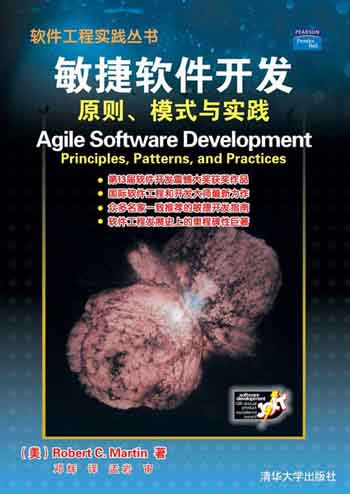 软件工程实践丛书
PEARSON
Prentice
Hall
敏捷软件开发
原则、模式与实践
Agile Software Development
Principles, Patterns, and Practices
第13届软件开发震撼大奖获奖作品
国际软件工程和开发大师最新力作
众多名家一致推荐的敏捷开发指南
软件工程发展史上的里程碑性巨著
software
development
（美） Robert C. Martin 著
邓辉 译 孟岩 审
清华大学出版社